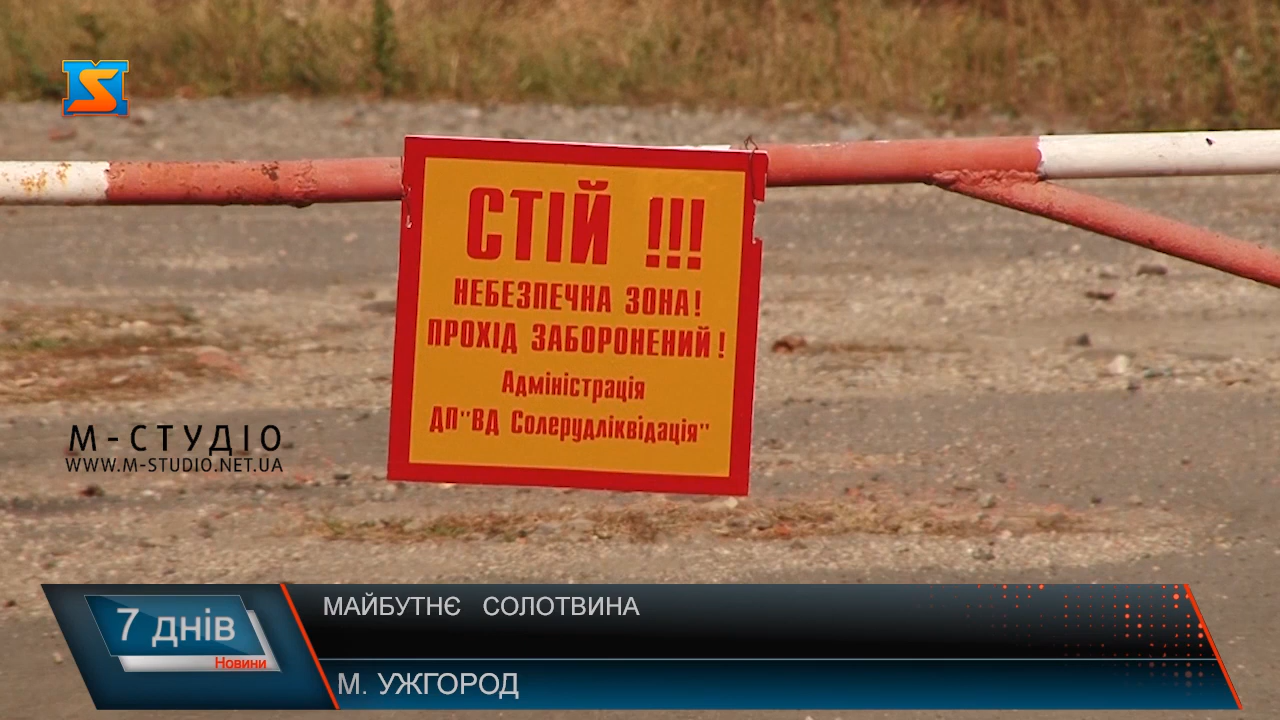 СТІЙ !!!
НЕБЕЗПЕЧНА ЗОНА!
ПРОХІД ЗАБОРОНЕНИЙ!
Адміністрація
ДП"ВД Солерудліквідація"
М-СТУДІО
WWW.M-STUDIO.NET.UA
7 днів
Новини
МАЙБУТНЄ СОЛОТВИНА
М. УЖГОРОД